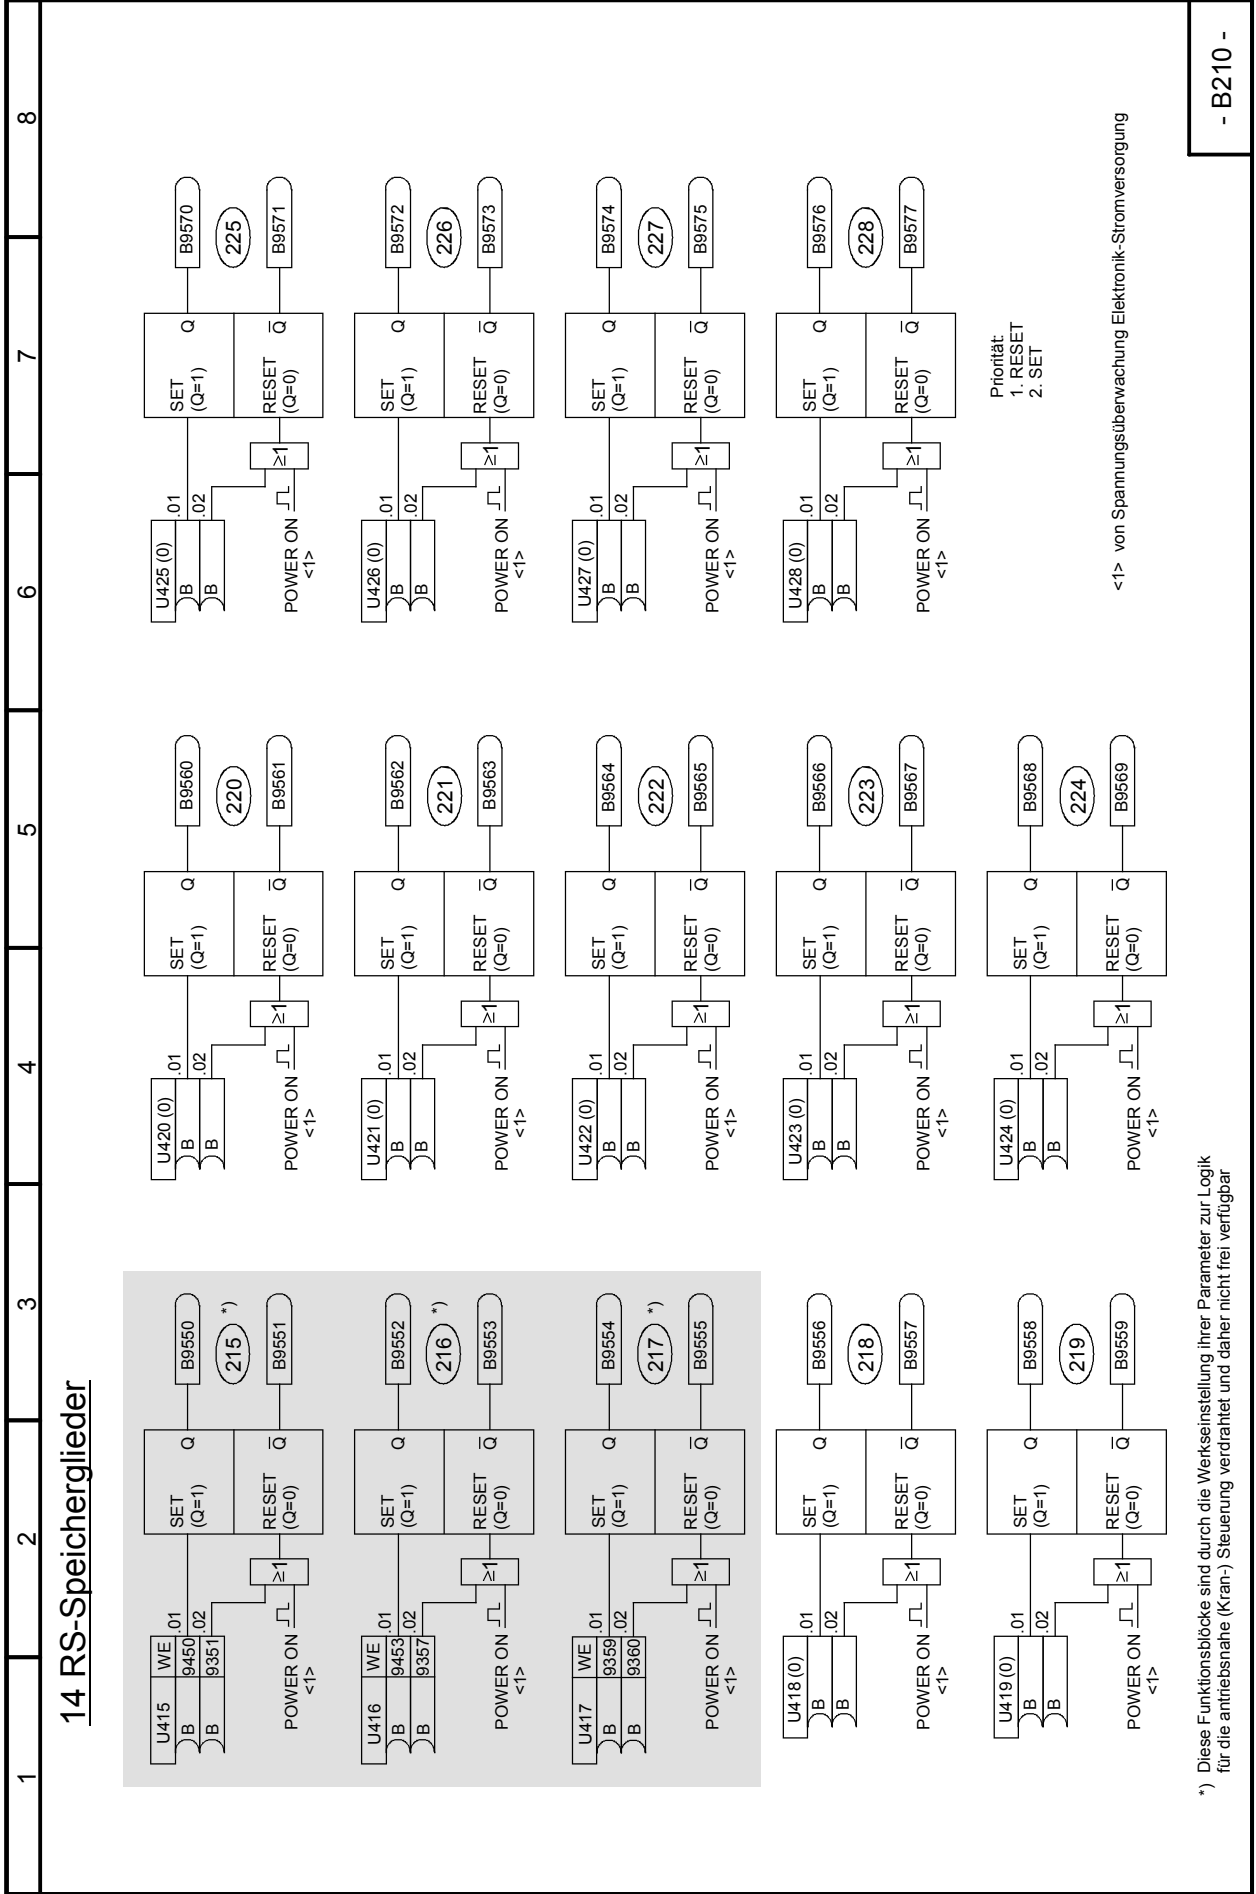 1 2 3 4 5 6 7 8
14 RS-Speicherglieder
U415 WE
B 9450 .01
B 9351 .02
POWER ON
<1>
≥1
SET
(Q=1)
Q
RESET
(Q=0)
Q
B9550
215 *)
B9551
U416 WE
B 9453 .01
B 9357 .02
POWER ON
<1>
≥1
SET
(Q=1)
Q
RESET
(Q=0)
Q
B9552
216 *)
B9553
U417 WE
B 9359 .01
B 9360 .02
POWER ON
<1>
≥1
SET
(Q=1)
Q
RESET
(Q=0)
Q
B9554
217 *)
B9555
U418 (0)
B .01
B .02
POWER ON
<1>
≥1
SET
(Q=1)
Q
RESET
(Q=0)
Q
B9556
218
B9557
U419 (0)
B .01
B .02
POWER ON
<1>
≥1
SET
(Q=1)
Q
RESET
(Q=0)
Q
B9558
219
B9559
U420 (0)
B .01
B .02
POWER ON
<1>
≥1
SET
(Q=1)
Q
RESET
(Q=0)
Q
B9560
220
B9561
U421 (0)
B .01
B .02
POWER ON
<1>
≥1
SET
(Q=1)
Q
RESET
(Q=0)
Q
B9562
221
B9563
U422 (0)
B .01
B .02
POWER ON
<1>
≥1
SET
(Q=1)
Q
RESET
(Q=0)
Q
B9564
222
B9565
U423 (0)
B .01
B .02
POWER ON
<1>
≥1
SET
(Q=1)
Q
RESET
(Q=0)
Q
B9566
223
B9567
U424 (0)
B .01
B .02
POWER ON
<1>
≥1
SET
(Q=1)
Q
RESET
(Q=0)
Q
B9568
224
B9569
U425 (0)
B .01
B .02
POWER ON
<1>
≥1
SET
(Q=1)
Q
RESET
(Q=0)
Q
B9570
225
B9571
U426 (0)
B .01
B .02
POWER ON
<1>
≥1
SET
(Q=1)
Q
RESET
(Q=0)
Q
B9572
226
B9573
U427 (0)
B .01
B .02
POWER ON
<1>
≥1
SET
(Q=1)
Q
RESET
(Q=0)
Q
B9574
227
B9575
U428 (0)
B .01
B .02
POWER ON
<1>
≥1
SET
(Q=1)
Q
RESET
(Q=0)
Q
B9576
228
B9577
Priorität:
1. RESET
2. SET
<1> von Spannungsüberwachung Elektronik-Stromversorgung
*) Diese Funktionsblöcke sind durch die Werkseinstellung ihrer Parameter zur Logik
für die antriebsnahe (Kran-) Steuerung verdrahtet und daher nicht frei verfügbar
- B210 -